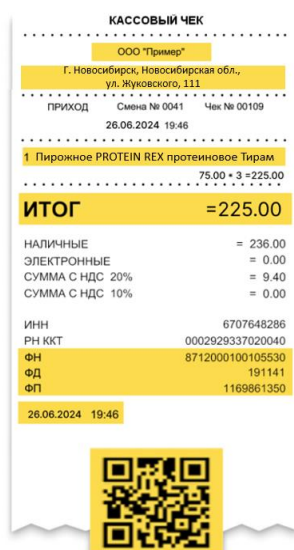 КАССОВЫЙ ЧЕК
ООО "Пример"
Г. Новосибирск, Новосибирская обл.,
ул. Жуковского, 111
ПРИХОД Смена № 0041 Чек № 00109
26.06.2024 19:46
1 Пирожное PROTEIN REX протеиновое Тирам
75.00 * 3 =225.00
ИТОГ =225.00
НАЛИЧНЫЕ = 236.00
ЭЛЕКТРОННЫЕ = 0.00
СУММА С НДС 20% = 9.40
СУММА С НДС 10% = 0.00
ИНН 6707648286
РН ККТ 0002929337020040
ФН 8712000100105530
ФД 191141
ФП 1169861350
26.06.2024 19:46